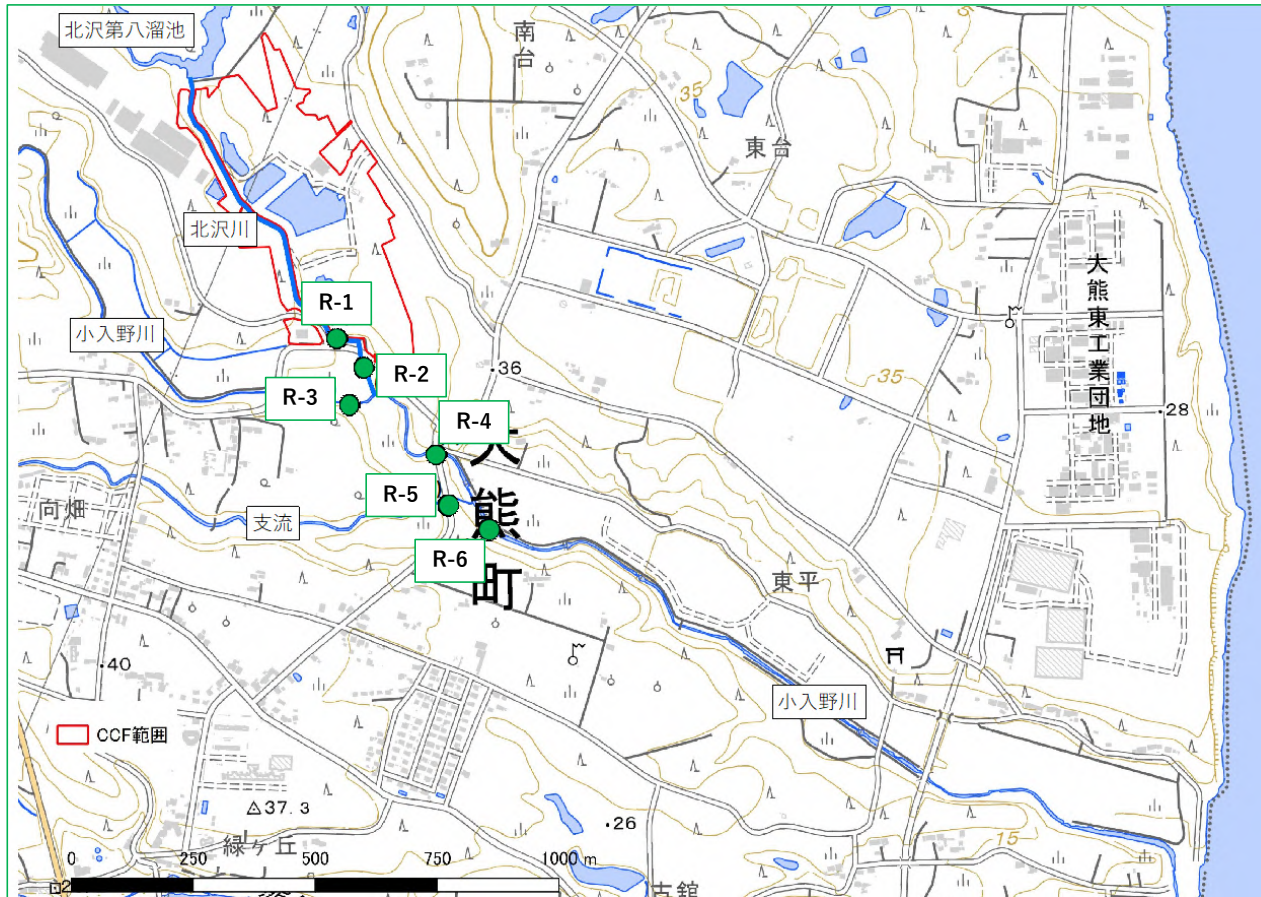 北沢第八溜池
南台
35
東台
北沢川
大熊東工業団地
R-1
小入野川
R-2
36
35
R-3
28
R-4
大熊町
R-5
向畑
支流
R-6
東平
40
小入野川
CCF範囲
37.3
26
15
緑ヶ丘
0
250
500
750
1000 m